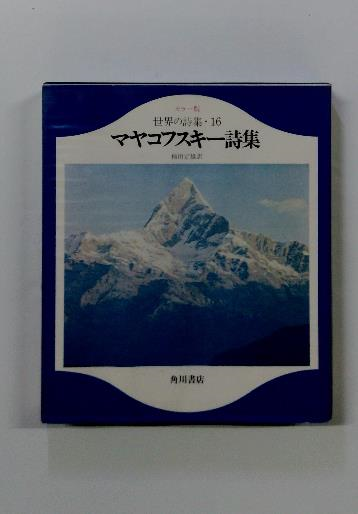 カラー版
世界の詩集・16
マヤコフスキー詩集
角川書店